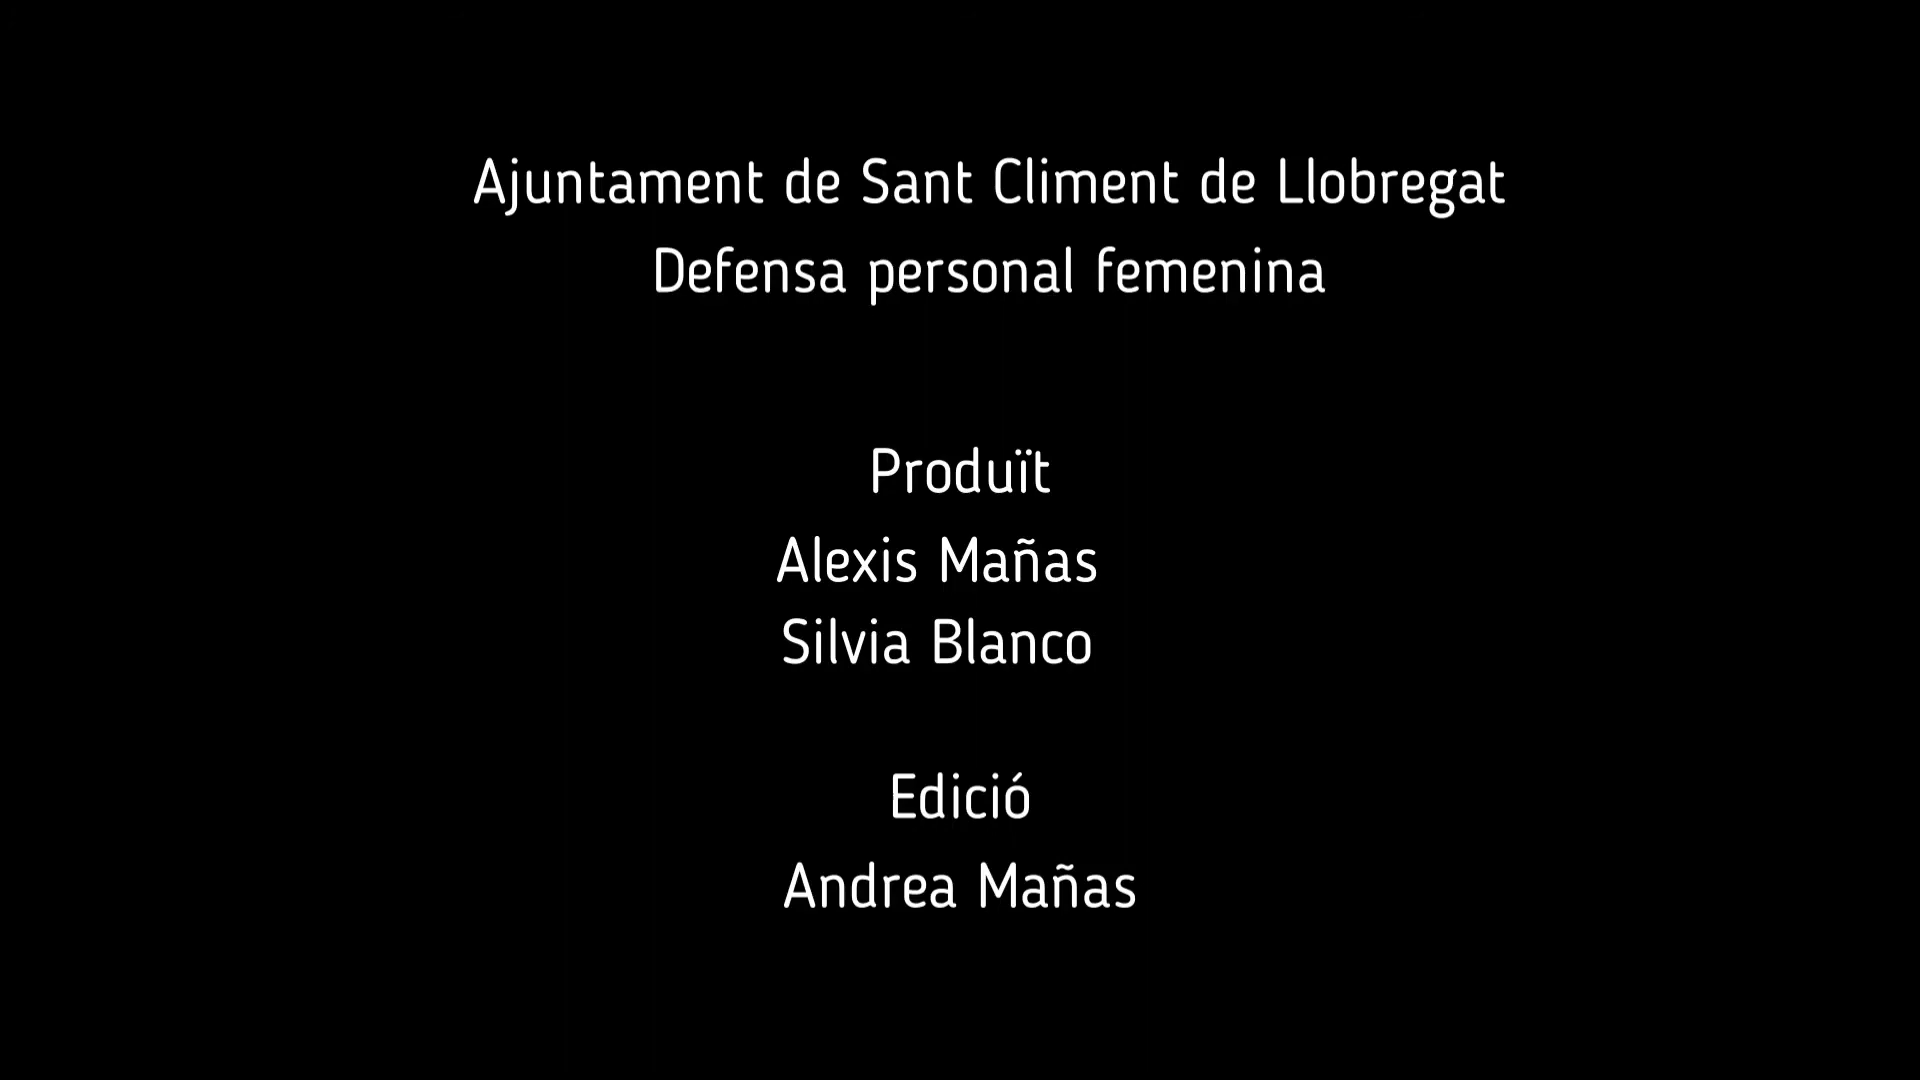 Ajuntament de Sant Climent de Llobregat
Defensa personal femenina
Produït
Alexis Mañas
Silvia Blanco
Edició
Andrea Mañas